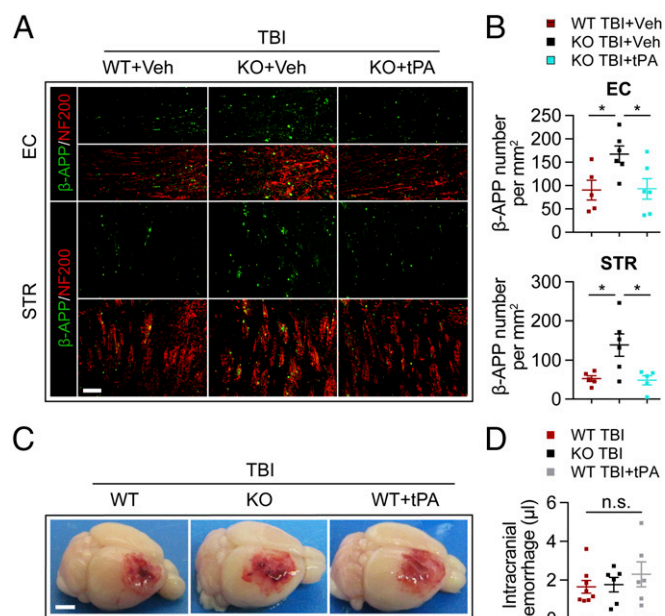 A
TBI
WT+Veh KO+Veh KO+tPA
EC
β-APP/NF200
STR
β-APP/NF200
B
WT TBI+Veh
KO TBI+Veh
KO TBI+tPA
EC
* *
β-APP number
per mm²
250
200
150
100
50
0
STR
* *
β-APP number
per mm²
300
200
100
0
C
TBI
WT KO WT+tPA
D
WT TBI
KO TBI
WT TBI+tPA
n.s.
Intracranial
emorrhage (µl)
6
4
2
0